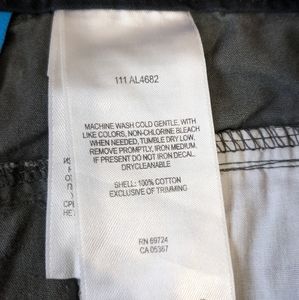 111 AL4682
MACHINE WASH COLD GENTLE, WITH
LIKE COLORS, NON-CHLORINE BLEACH
WHEN NEEDED, TUMBLE DRY LOW,
REMOVE PROMPTLY, IRON MEDIUM.
IF PRESENT DO NOT IRON DECAL.
DRYCLEANABLE
SHELL: 100% COTTON
EXCLUSIVE OF TRIMMING
RN 69724
CA 05367